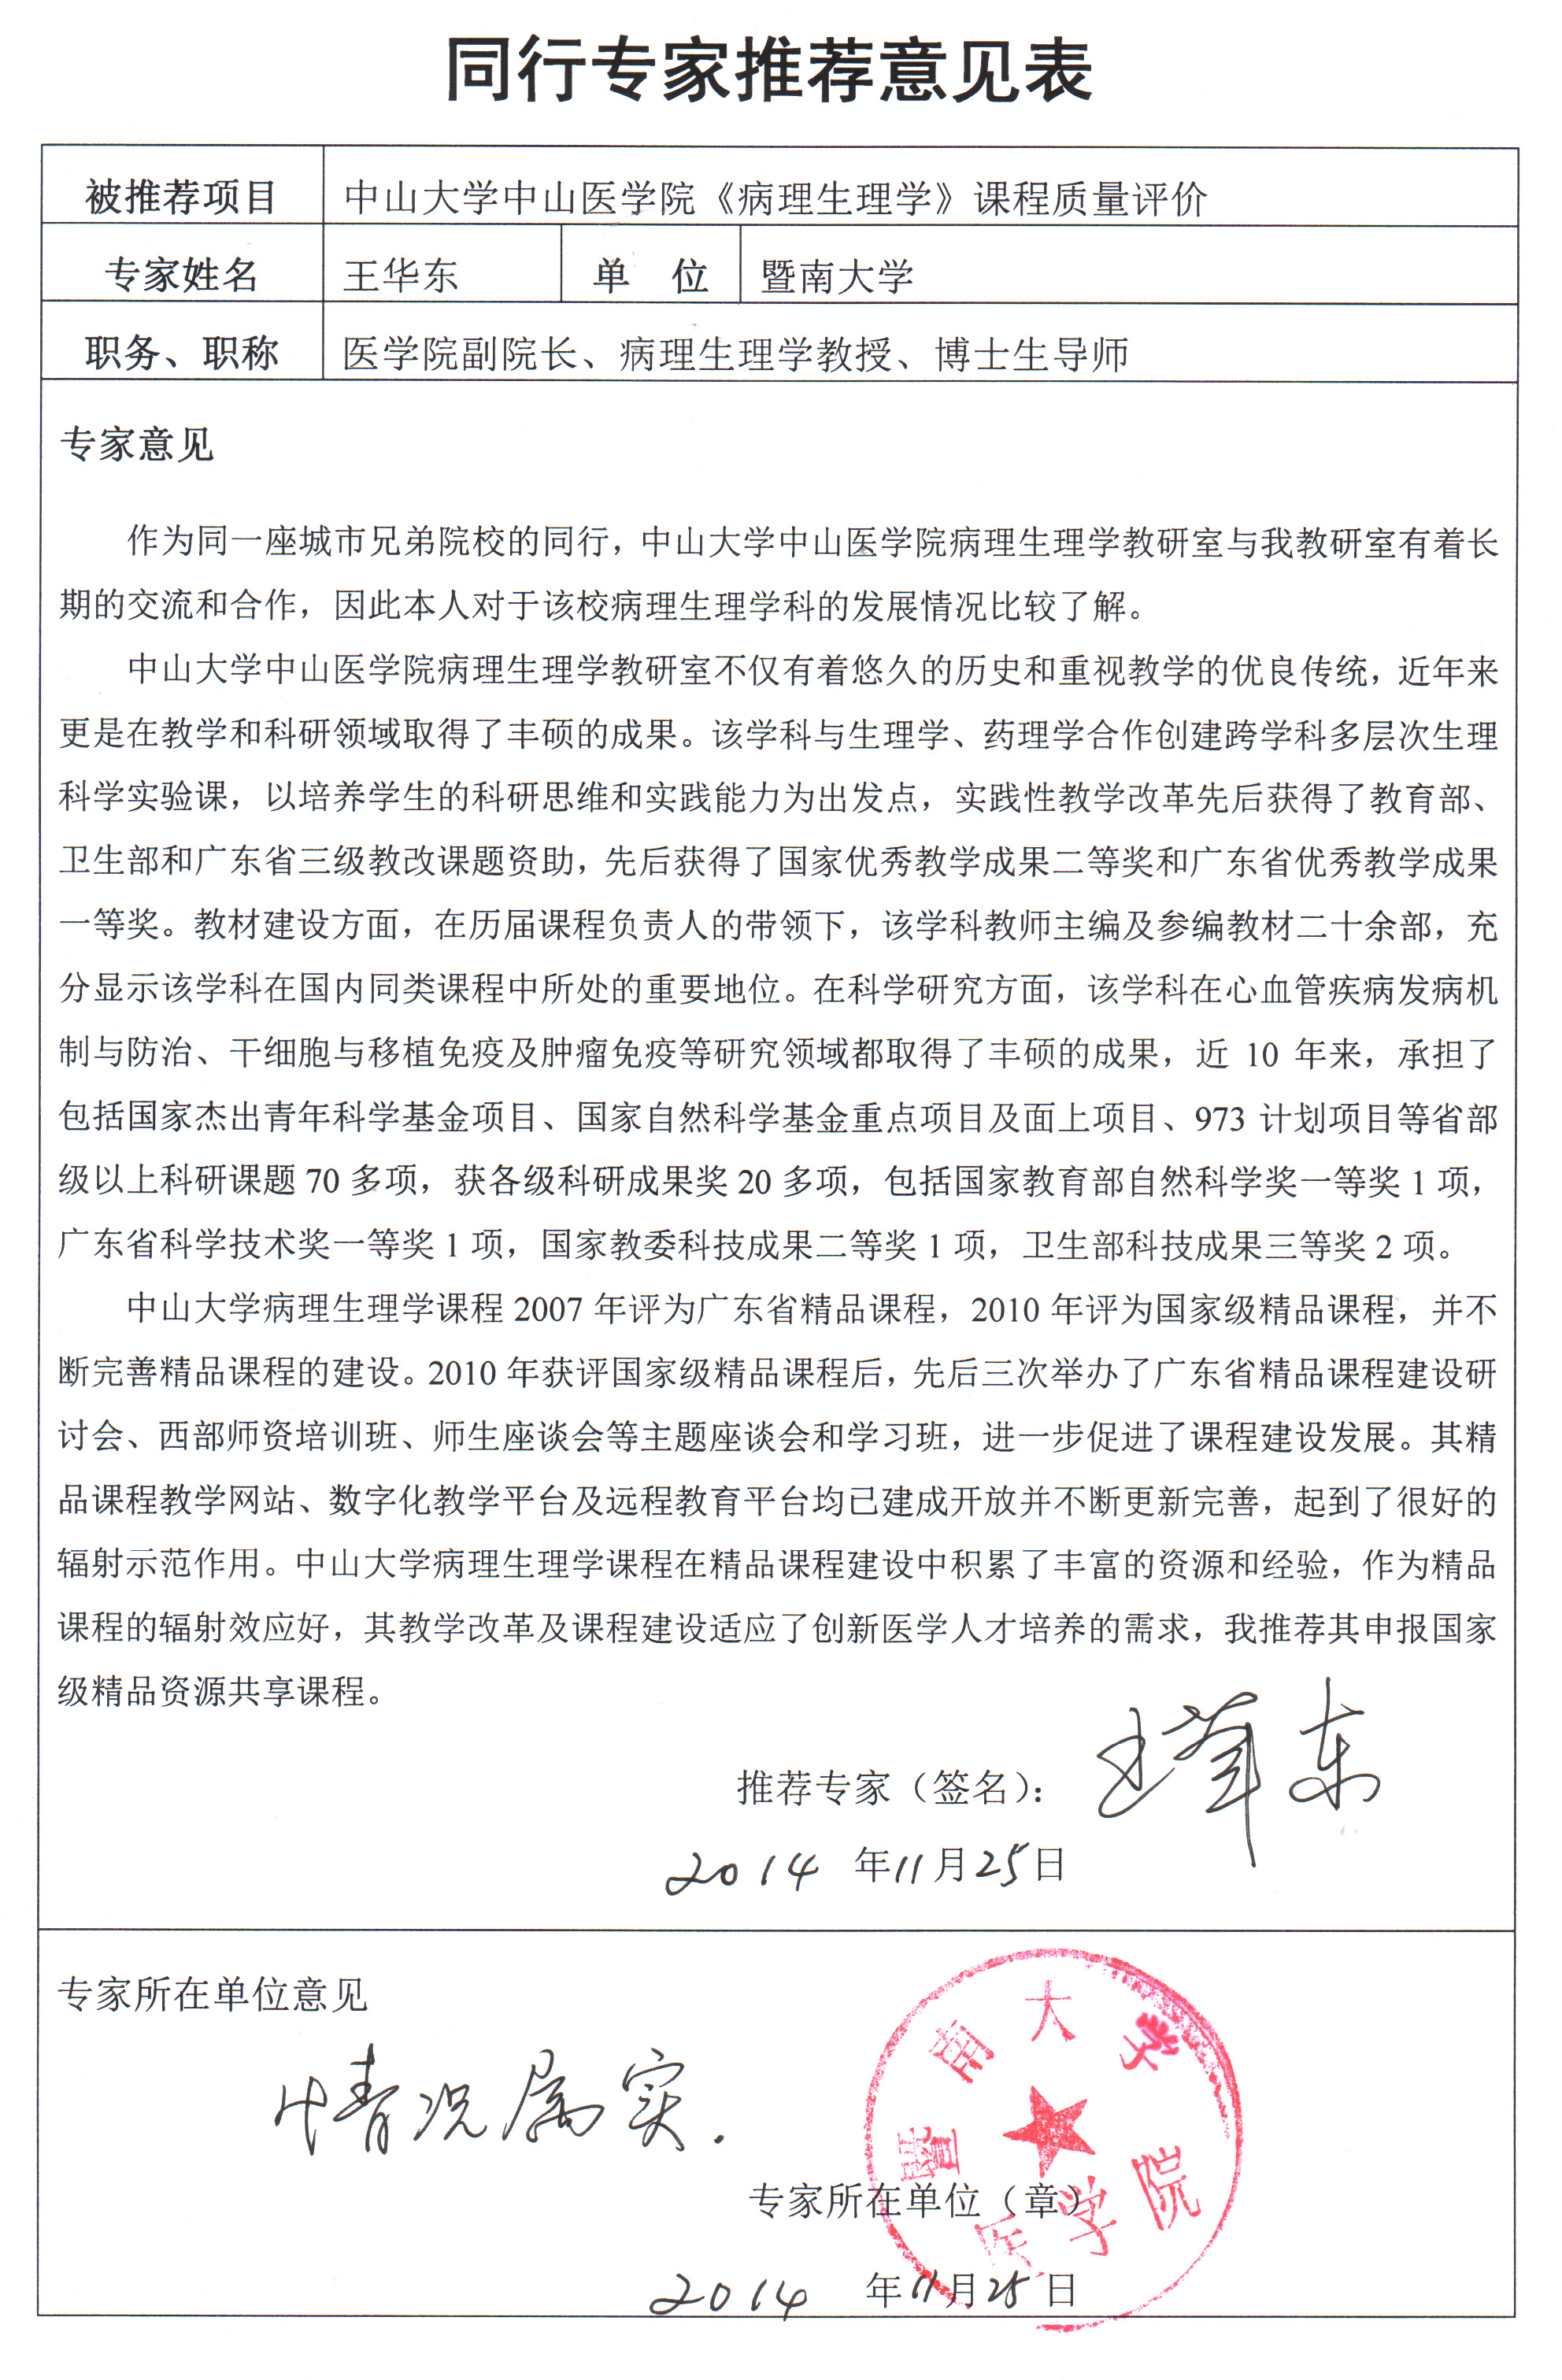 同行专家推荐意见表
被推荐项目 中山大学中山医学院《病理生理学》课程质量评价
专家姓名 王华东 单 位 暨南大学
职务、职称 医学院副院长、病理生理学教授、博士生导师
专家意见
作为同一座城市兄弟院校的同行，中山大学中山医学院病理生理学教研室与我教研室有着长
期的交流和合作，因此本人对于该校病理生理学科的发展情况比较了解。
中山大学中山医学院病理生理学教研室不仅有着悠久的历史和重视教学的优良传统，近年来
更是在教学和科研领域取得了丰硕的成果。该学科与生理学、药理学合作创建跨学科多层次生理
科学实验课，以培养学生的科研思维和实践能力为出发点，实践性教学改革先后获得了教育部、
卫生部和广东省三级教改课题资助，先后获得了国家优秀教学成果二等奖和广东省优秀教学成果
一等奖。教材建设方面，在历届课程负责人的带领下，该学科教师主编及参编教材二十余部，充
分显示该学科在国内同类课程中所处的重要地位。在科学研究方面，该学科在心血管疾病发病机
制与防治、干细胞与移植免疫及肿瘤免疫等研究领域都取得了丰硕的成果，近 10 年来，承担了
包括国家杰出青年科学基金项目、国家自然科学基金重点项目及面上项目、973 计划项目等省部
级以上科研课题 70 多项，获各级科研成果奖 20 多项，包括国家教育部自然科学奖一等奖 1 项，
广东省科学技术奖一等奖 1 项，国家教委科技成果二等奖 1 项，卫生部科技成果三等奖 2 项。
中山大学病理生理学课程 2007 年评为广东省精品课程，2010 年评为国家级精品课程，并不
断完善精品课程的建设。2010 年获评国家级精品课程后，先后三次举办了广东省精品课程建设研
讨会、西部师资培训班、师生座谈会等主题座谈会和学习班，进一步促进了课程建设发展。其精
品课程教学网站、数字化教学平台及远程教育平台均已建成开放并不断更新完善，起到了很好的
辐射示范作用。中山大学病理生理学课程在精品课程建设中积累了丰富的资源和经验，作为精品
课程的辐射效应好，其教学改革及课程建设适应了创新医学人才培养的需求，我推荐其申报国家
级精品资源共享课程。
推荐专家（签名）： 王华东
2014 年 11 月 25 日
专家所在单位意见
情况属实.
暨南大学
医学院
专家所在单位（章）
2014 年 11 月 25 日